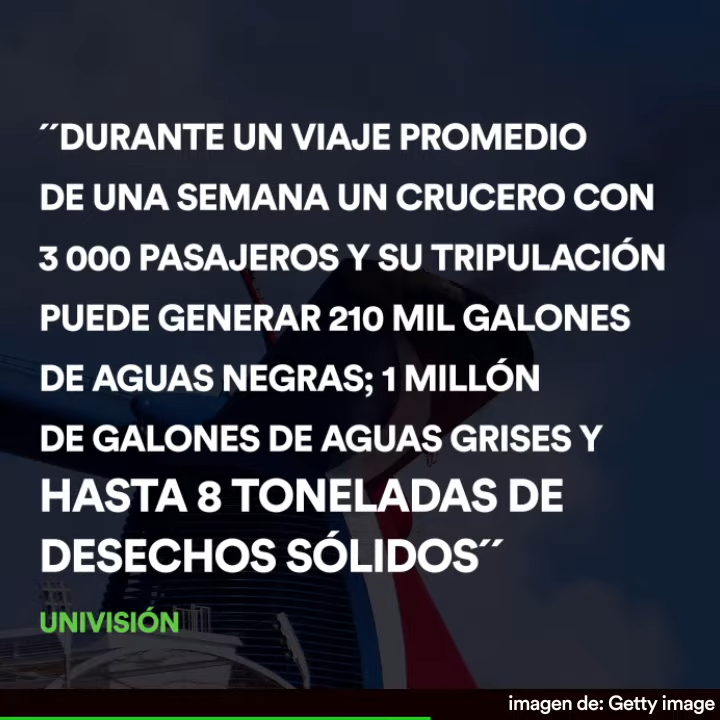 ´´DURANTE UN VIAJE PROMEDIO
DE UNA SEMANA UN CRUCERO CON
3 000 PASAJEROS Y SU TRIPULACIÓN
PUEDE GENERAR 210 MIL GALONES
DE AGUAS NEGRAS; 1 MILLÓN
DE GALONES DE AGUAS GRISES Y
HASTA 8 TONELADAS DE
DESECHOS SÓLIDOS´´
UNIVISIÓN
imagen de: Getty image